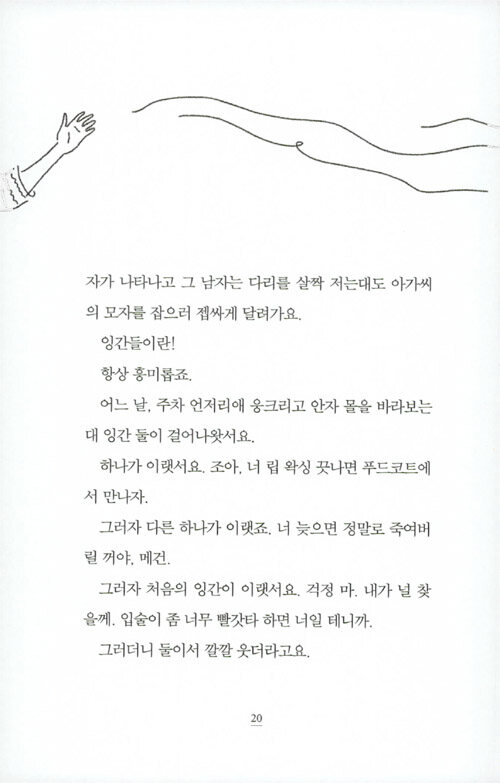 자가 나타나고 그 남자는 다리를 살짝 저는대도 아가씨
의 모자를 잡으러 젭싸게 달려가요.
잉간들이란!
항상 흥미롭죠.
어느 날, 주차 언저리애 웅크리고 안자 몰을 바라보는
대 잉간 둘이 걸어나왓서요.
하나가 이랫서요. 조아, 너 립 왁싱 끗나면 푸드코트에
서 만나자.
그러자 다른 하나가 이랫죠. 너 늦으면 정말로 죽여버
릴 꺼야, 메건.
그러자 처음의 잉간이 이랫서요. 걱정 마. 내가 널 찾
을께. 입술이 좀 너무 빨갓타 하면 너일 테니까.
그러더니 둘이서 깔깔 웃더라고요.
20